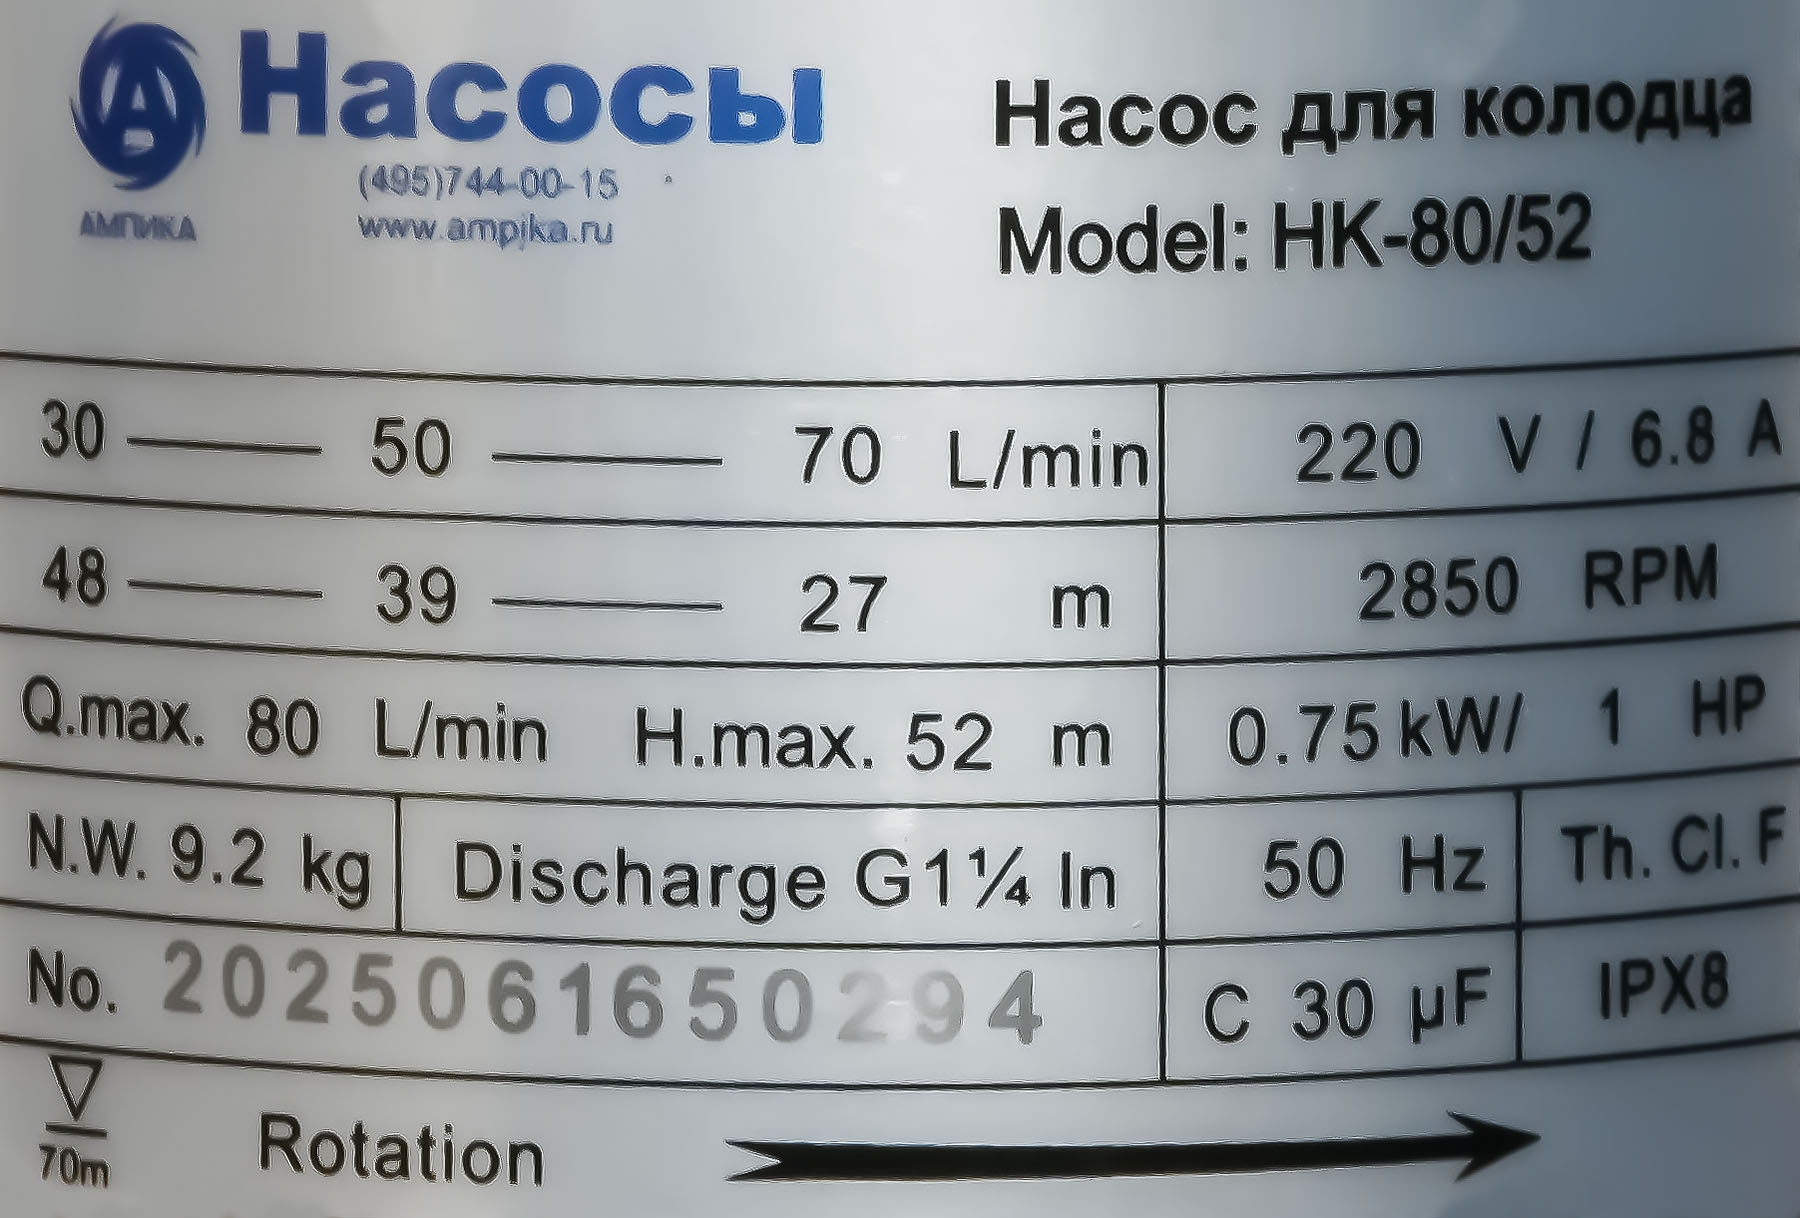 Насосы
(495)744-00-15
www.ampika.ru
АМПИКА
Насос для колодца
Model: НК-80/52
30 — 50 — 70 L/min
220 V / 6.8 A
48 — 39 — 27 m
2850 RPM
Q.max. 80 L/min H.max. 52 m
0.75 kW/ 1 HP
N.W. 9.2 kg
Discharge G1¼ In
50 Hz
Th. Cl. F
No. 2025061650294
C 30 µF
IPX8
70m
Rotation